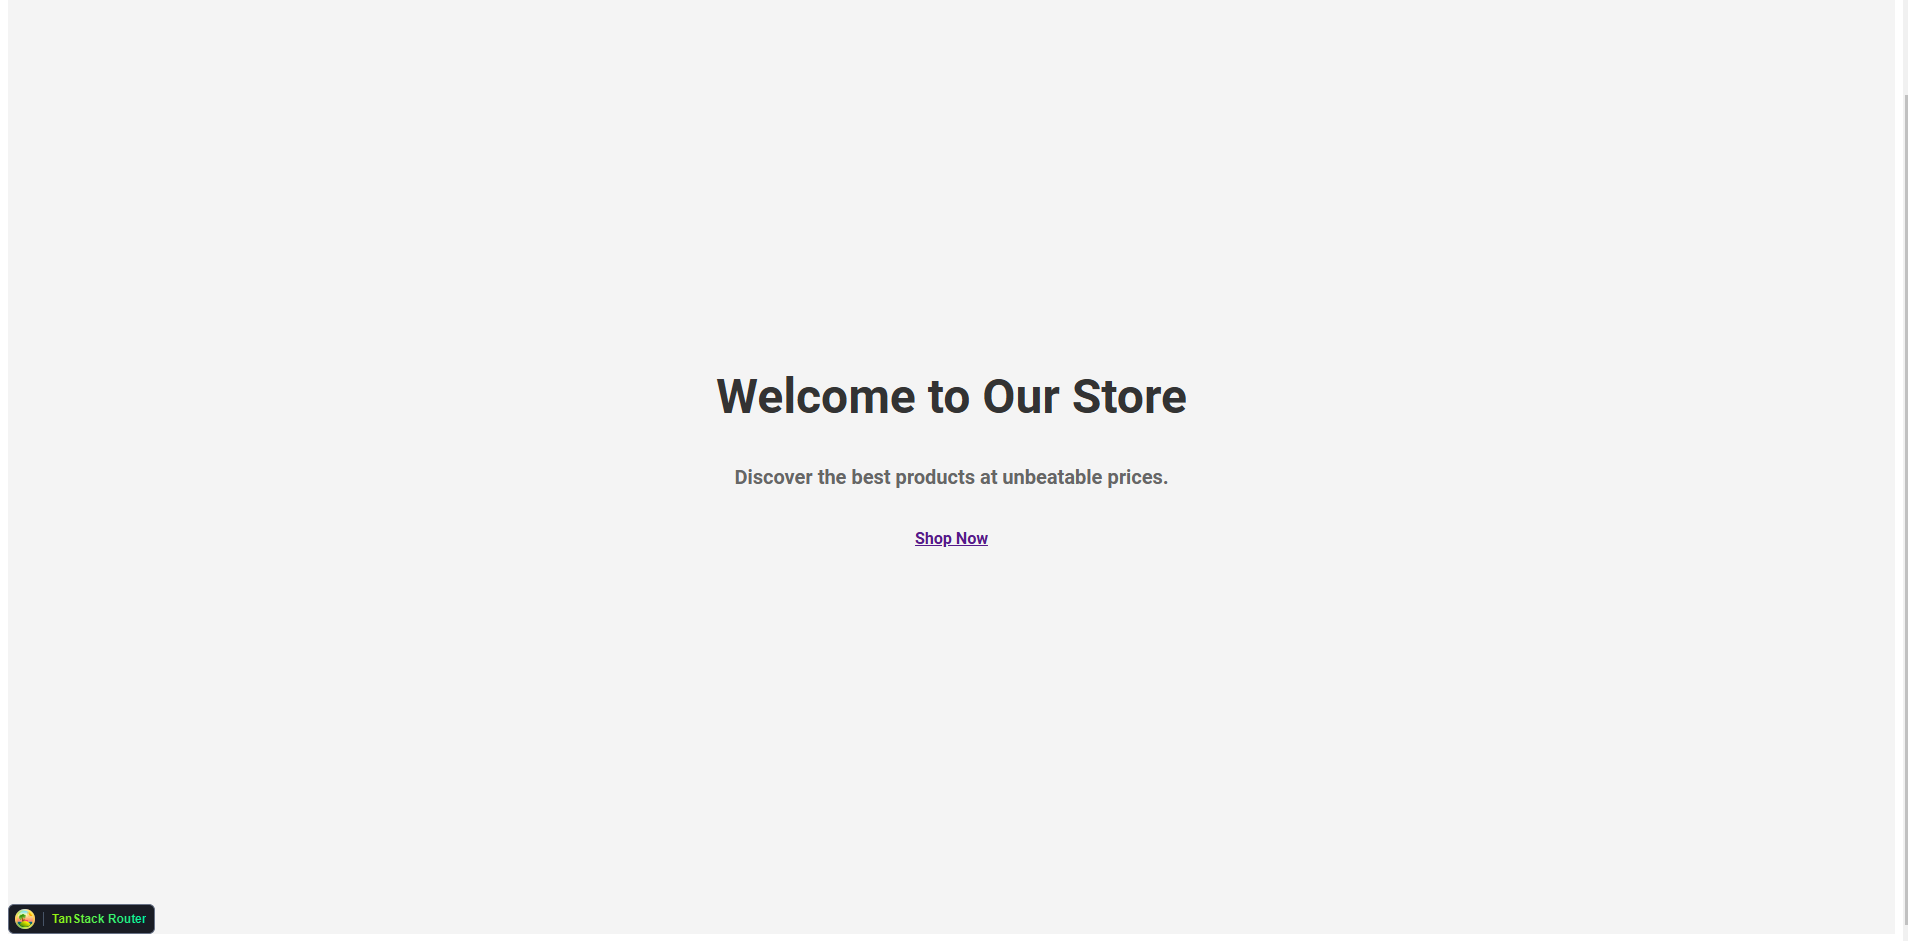 Welcome to Our Store
Discover the best products at unbeatable prices.
Shop Now
TanStack Router